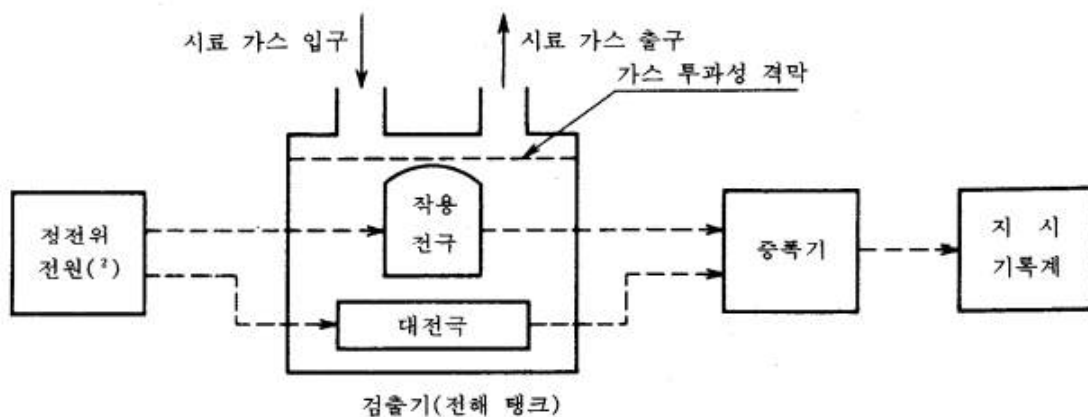 시료 가스 입구
시료 가스 출구
가스 투과성 격막
정전위
전원(²)
작용
전극
대전극
증폭기
지 시
기록계
검출기(전해 탱크)